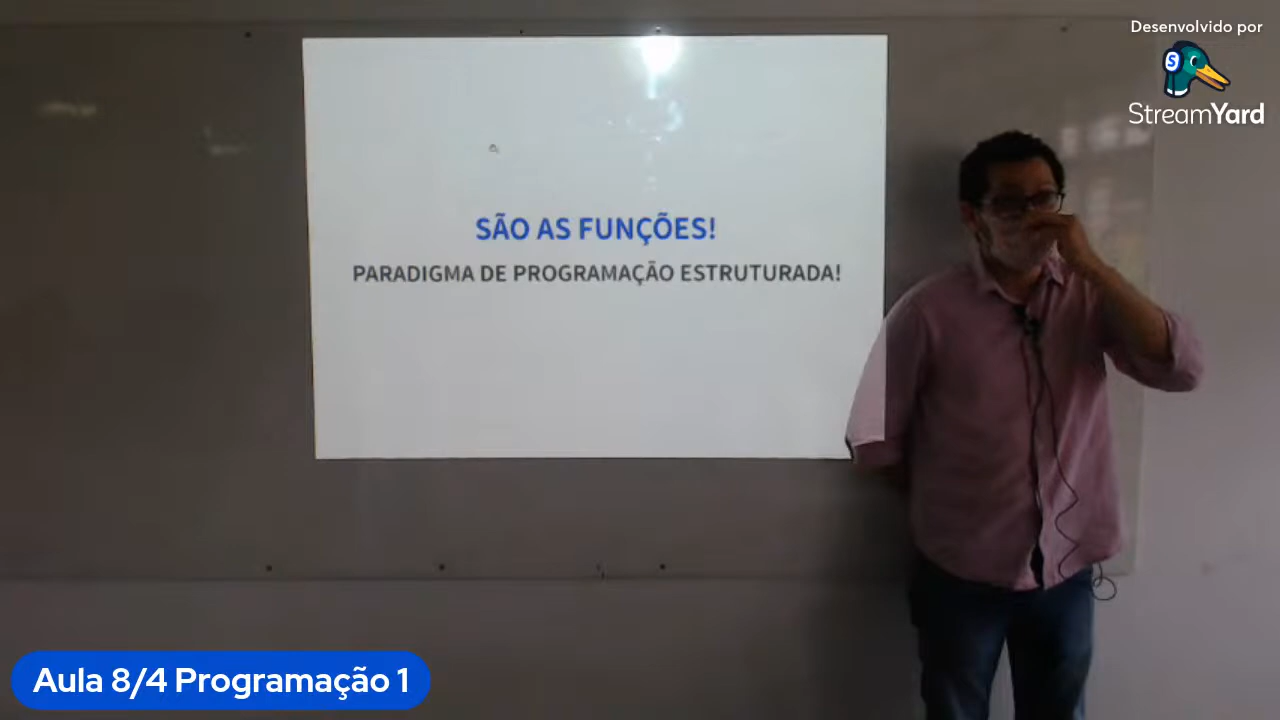 Desenvolvido por
S
StreamYard
SÃO AS FUNÇÕES!
PARADIGMA DE PROGRAMAÇÃO ESTRUTURADA!
Aula 8/4 Programação 1